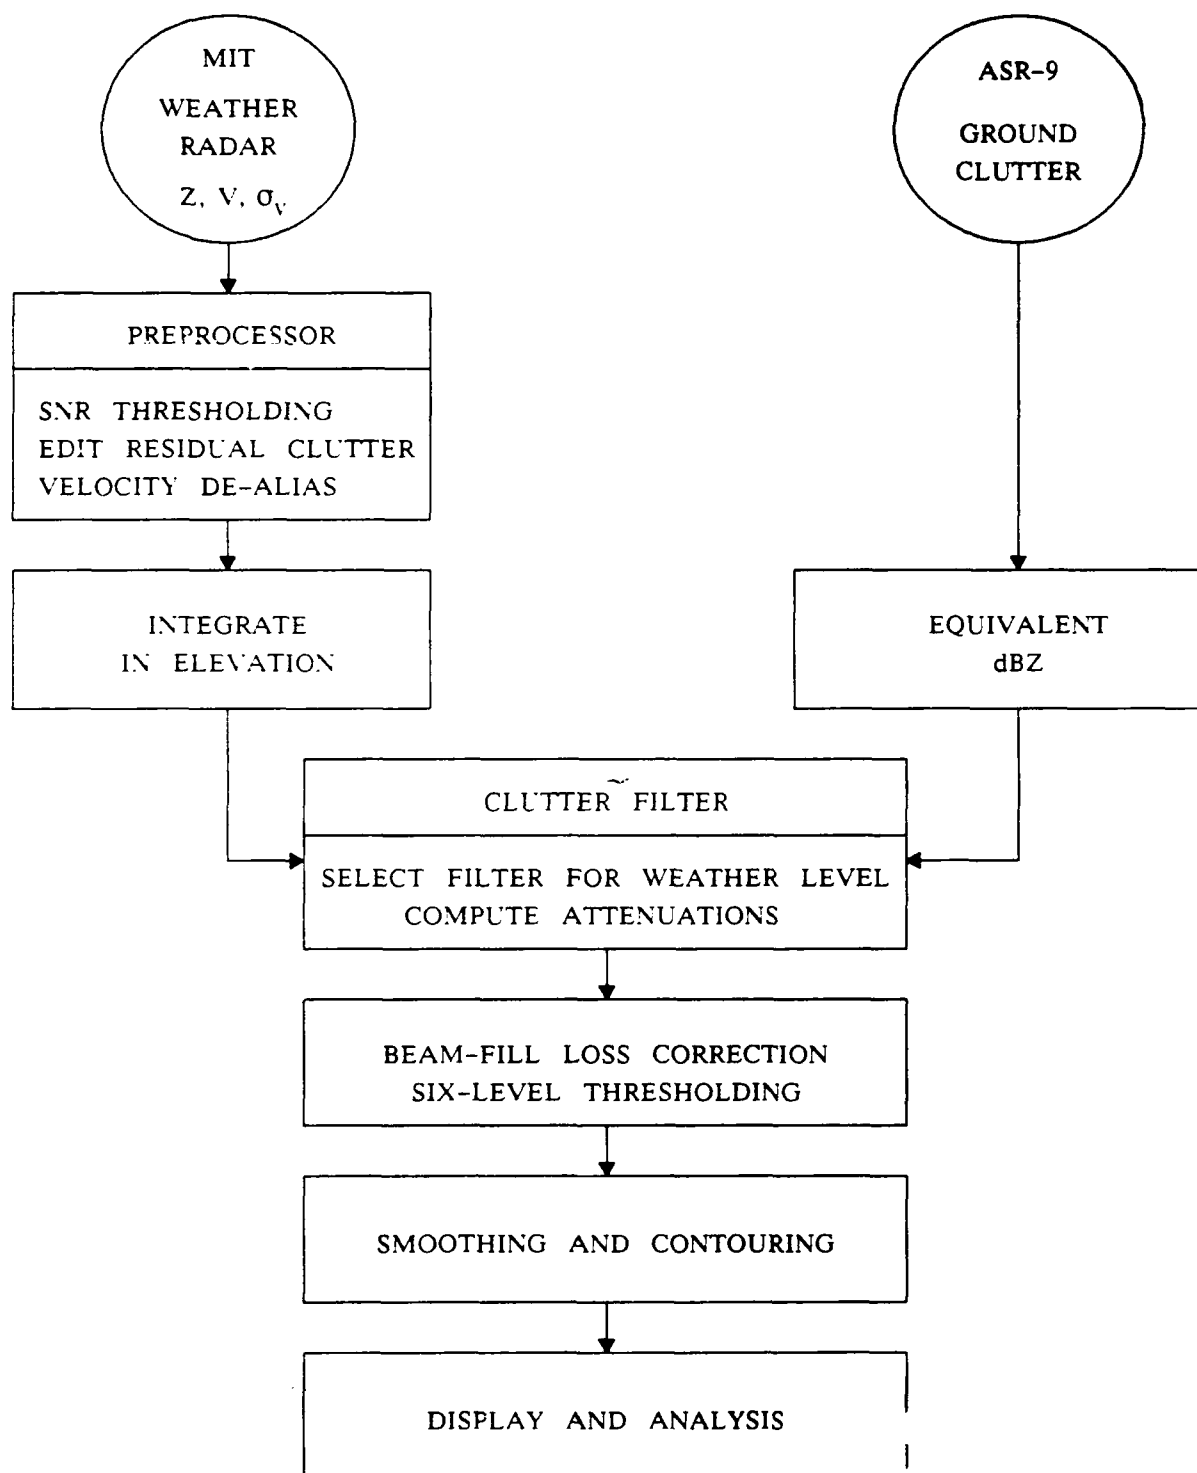 MIT
WEATHER
RADAR
Z, V, σv
ASR-9
GROUND
CLUTTER
PREPROCESSOR
SNR THRESHOLDING
EDIT RESIDUAL CLUTTER
VELOCITY DE-ALIAS
INTEGRATE
IN ELEVATION
EQUIVALENT
dBZ
CLUTTER FILTER
SELECT FILTER FOR WEATHER LEVEL
COMPUTE ATTENUATIONS
BEAM-FILL LOSS CORRECTION
SIX-LEVEL THRESHOLDING
SMOOTHING AND CONTOURING
DISPLAY AND ANALYSIS